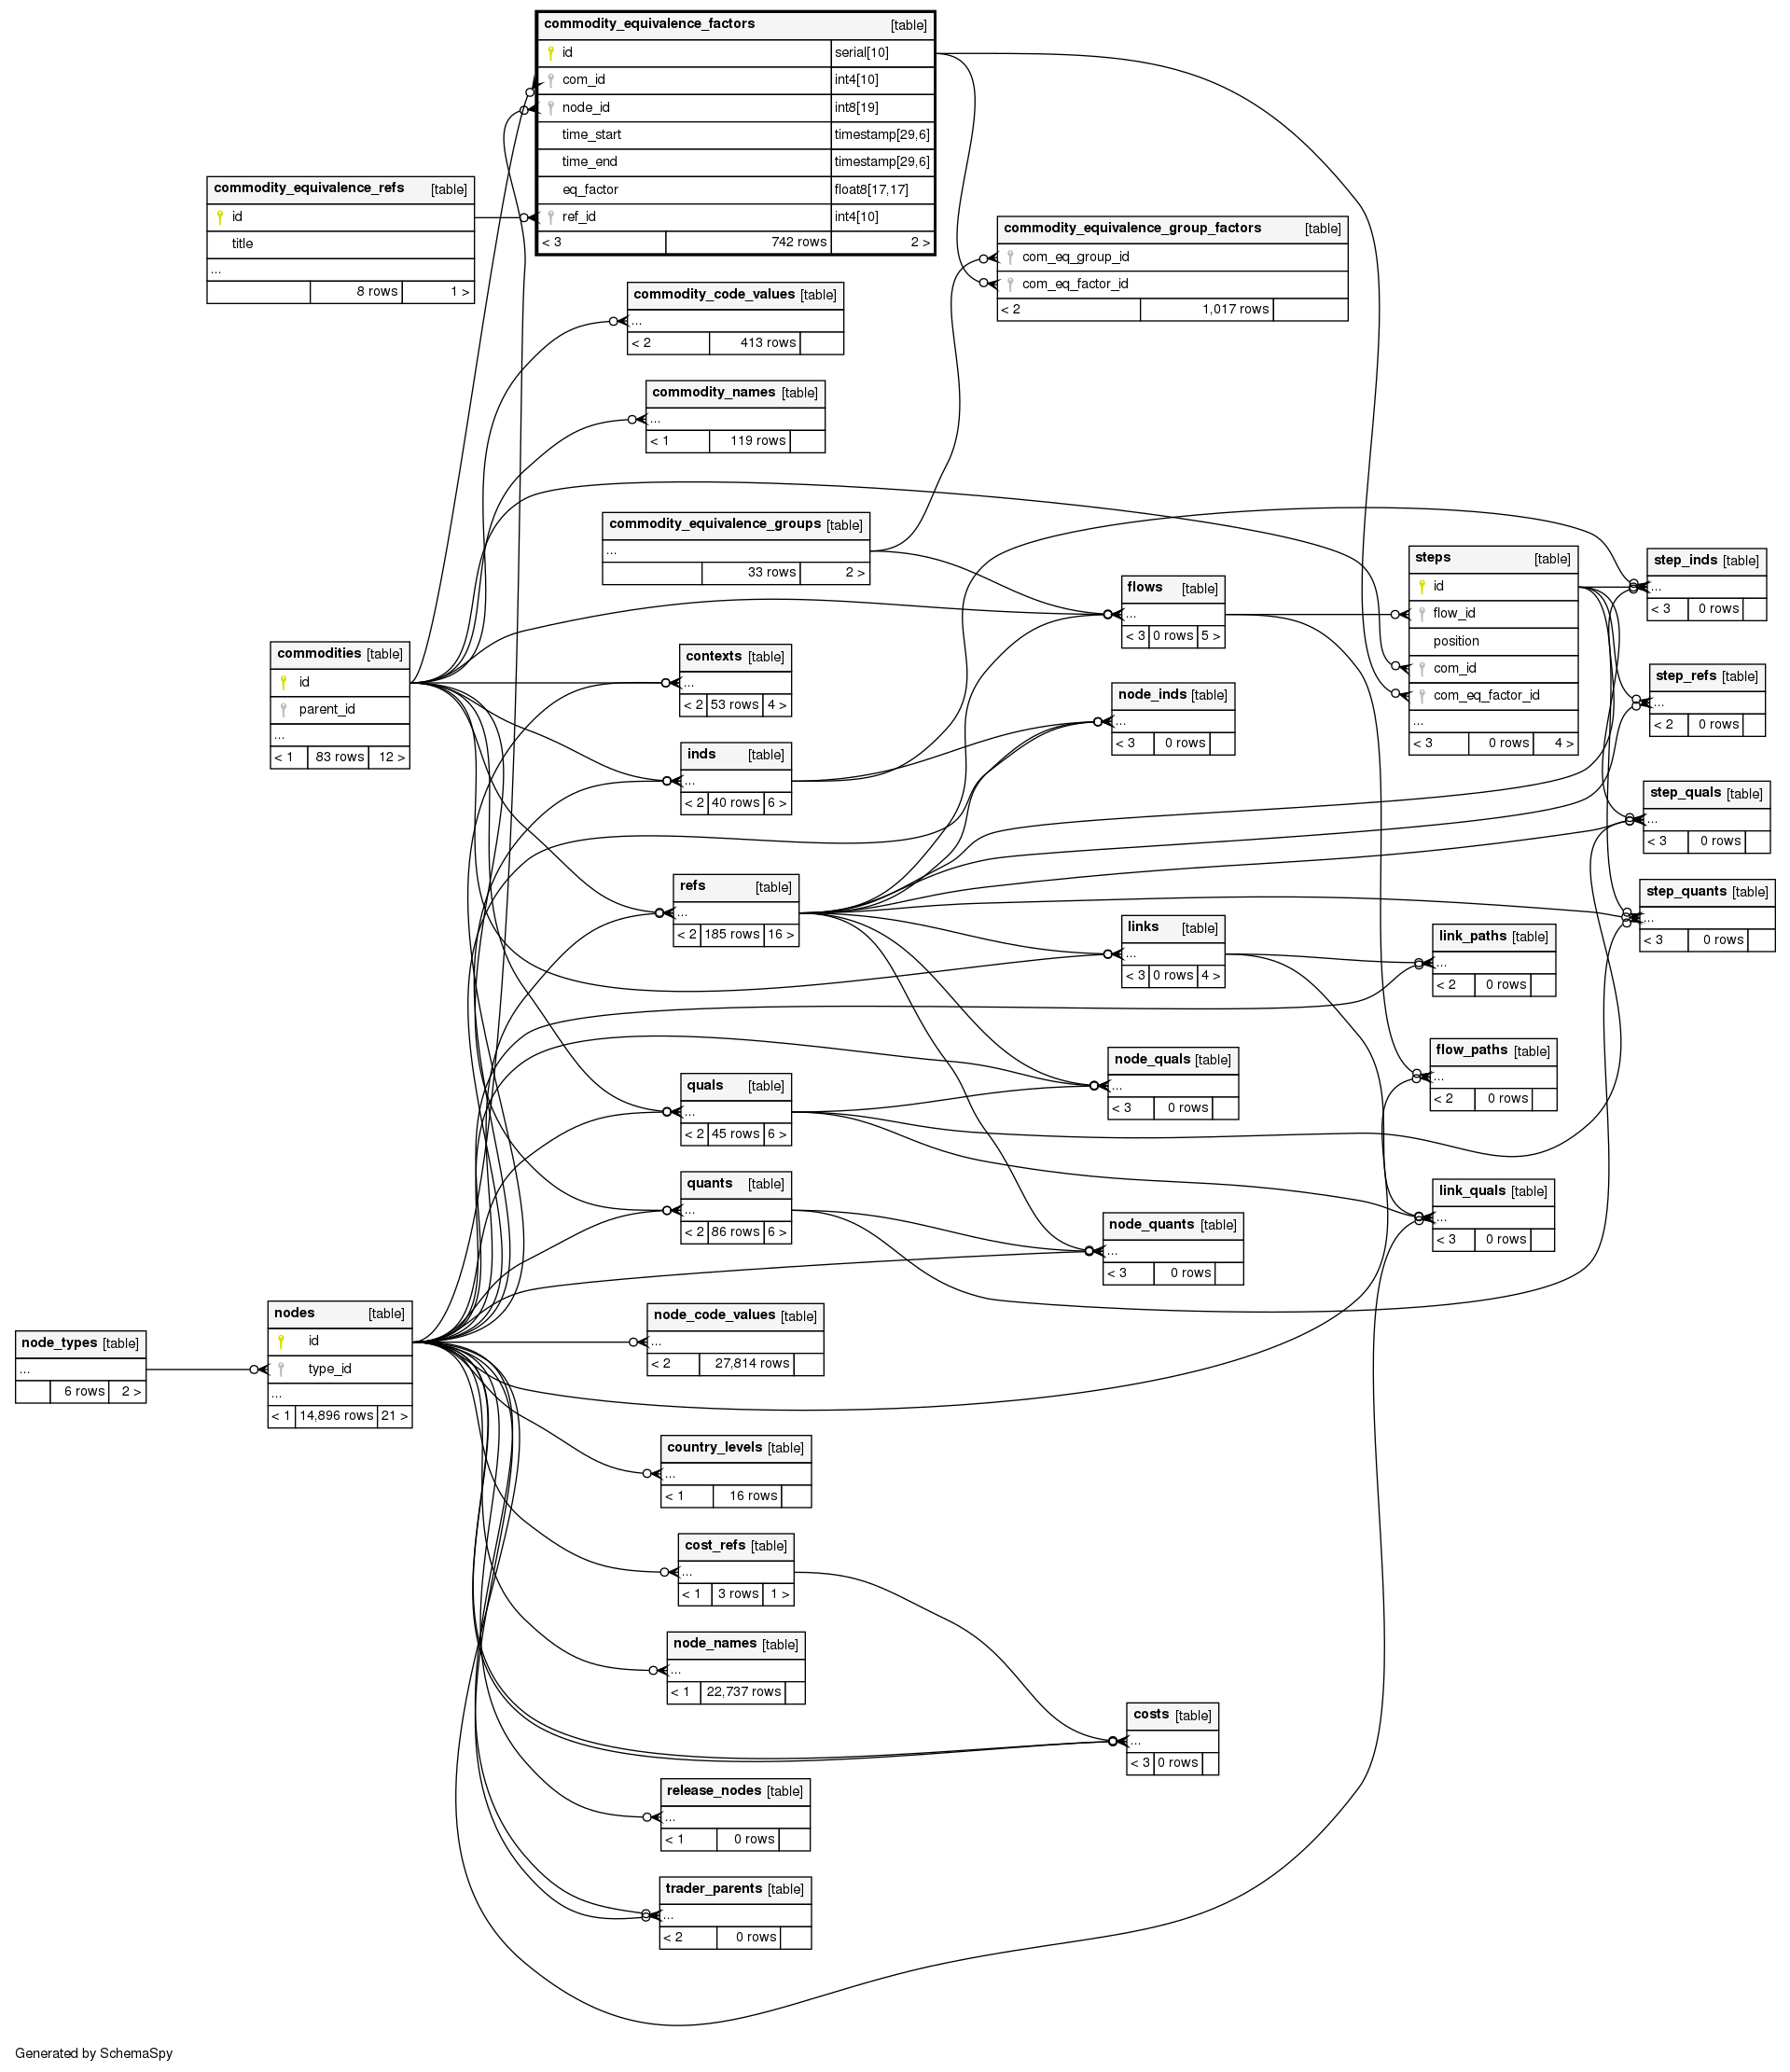 commodity_equivalence_factors [table]
id serial[10]
com_id int4[10]
node_id int8[19]
time_start timestamp[29,6]
time_end timestamp[29,6]
eq_factor float8[17,17]
ref_id int4[10]
< 3 742 rows 2 >
commodity_equivalence_refs [table]
id
title
...
8 rows 1 >
commodity_equivalence_group_factors [table]
com_eq_group_id
com_eq_factor_id
< 2 1,017 rows
commodity_code_values [table]
...
< 2 413 rows
commodity_names [table]
...
< 1 119 rows
commodity_equivalence_groups [table]
...
33 rows 2 >
flows [table]
...
< 3 0 rows 5 >
steps [table]
id
flow_id
position
com_id
com_eq_factor_id
...
< 3 0 rows 4 >
step_inds [table]
...
< 3 0 rows
commodities [table]
id
parent_id
...
< 1 83 rows 12 >
contexts [table]
...
< 2 53 rows 4 >
node_inds [table]
...
< 3 0 rows
step_refs [table]
...
< 2 0 rows
inds [table]
...
< 2 40 rows 6 >
step_quals [table]
...
< 3 0 rows
refs [table]
...
< 2 185 rows 16 >
step_quants [table]
...
< 3 0 rows
links [table]
...
< 3 0 rows 4 >
link_paths [table]
...
< 2 0 rows
node_quals [table]
...
< 3 0 rows
flow_paths [table]
...
< 2 0 rows
quals [table]
...
< 2 45 rows 6 >
quants [table]
...
< 2 86 rows 6 >
link_quals [table]
...
< 3 0 rows
node_quants [table]
...
< 3 0 rows
nodes [table]
id
type_id
...
< 1 14,896 rows 21 >
node_types [table]
...
6 rows 2 >
node_code_values [table]
...
< 2 27,814 rows
country_levels [table]
...
< 1 16 rows
cost_refs [table]
...
< 1 3 rows 1 >
node_names [table]
...
< 1 22,737 rows
costs [table]
...
< 3 0 rows
release_nodes [table]
...
< 1 0 rows
trader_parents [table]
...
< 2 0 rows
Generated by SchemaSpy